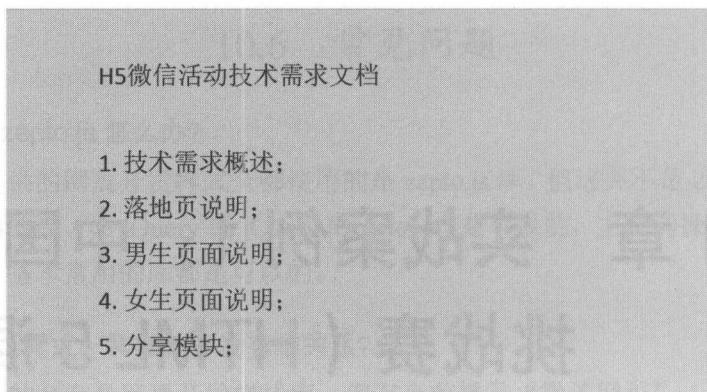 H5微信活动技术需求文档
1. 技术需求概述；
2. 落地页说明；
3. 男生页面说明；
4. 女生页面说明；
5. 分享模块；